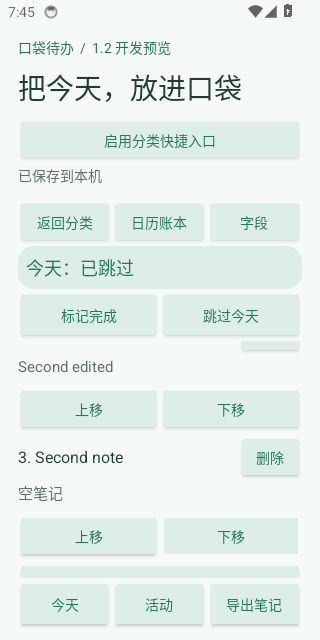 7:45
口袋待办 / 1.2 开发预览
把今天，放进口袋
启用分类快捷入口
已保存到本机
返回分类 日历账本 字段
今天：已跳过
标记完成 跳过今天
Second edited
上移 下移
3. Second note 删除
空笔记
上移 下移
今天 活动 导出笔记